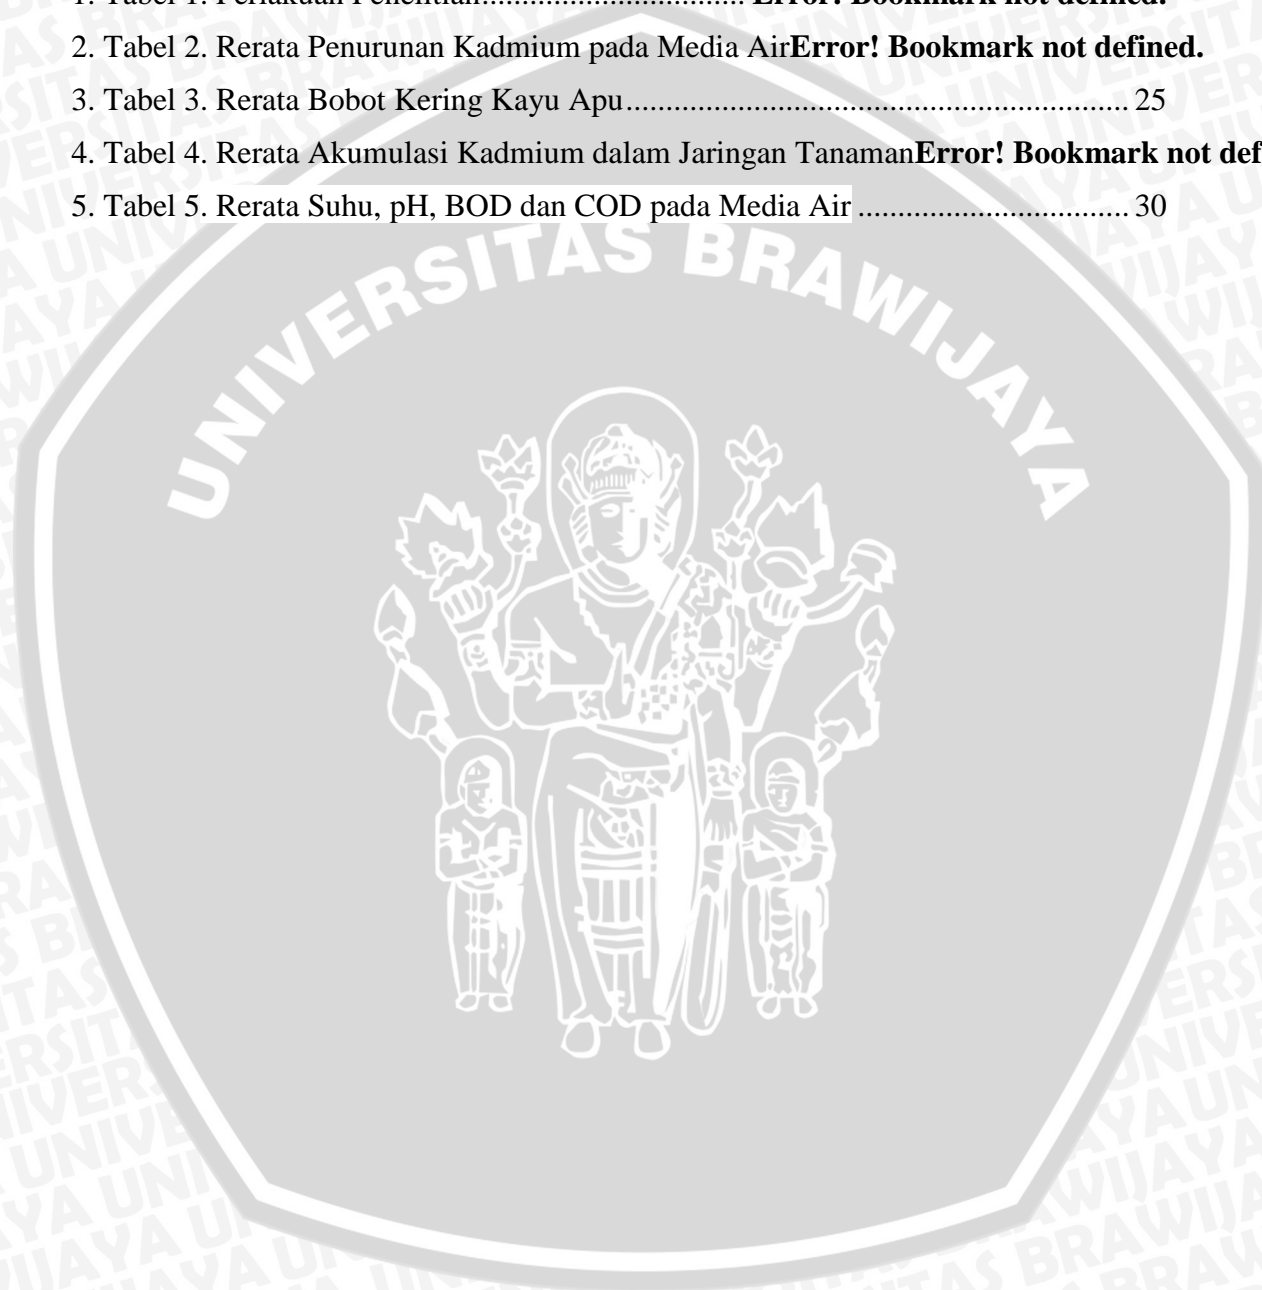 1. Tabel 1. Perlakuan Penelitian................................. Error! Bookmark not defined.
2. Tabel 2. Rerata Penurunan Kadmium pada Media AirError! Bookmark not defined.
3. Tabel 3. Rerata Bobot Kering Kayu Apu............................................................ 25
4. Tabel 4. Rerata Akumulasi Kadmium dalam Jaringan TanamanError! Bookmark not def
5. Tabel 5. Rerata Suhu, pH, BOD dan COD pada Media Air .................................. 30
UNIVERSITAS BRAWIJAYA